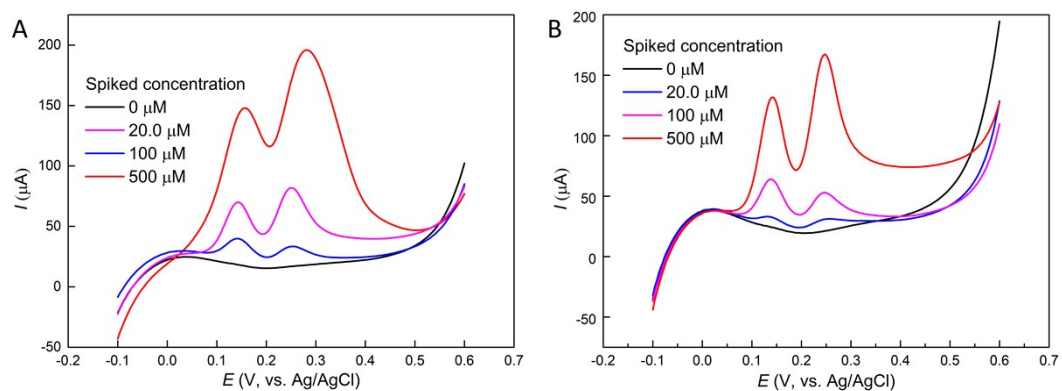 A
Spiked concentration
0 μM
20.0 μM
100 μM
500 μM
200
150
100
50
0
-50
I (μA)
-0.2 -0.1 0.0 0.1 0.2 0.3 0.4 0.5 0.6 0.7
E (V, vs. Ag/AgCl)
B
Spiked concentration
0 μM
20.0 μM
100 μM
500 μM
200
150
100
50
0
-50
I (μA)
-0.2 -0.1 0.0 0.1 0.2 0.3 0.4 0.5 0.6 0.7
E (V, vs. Ag/AgCl)